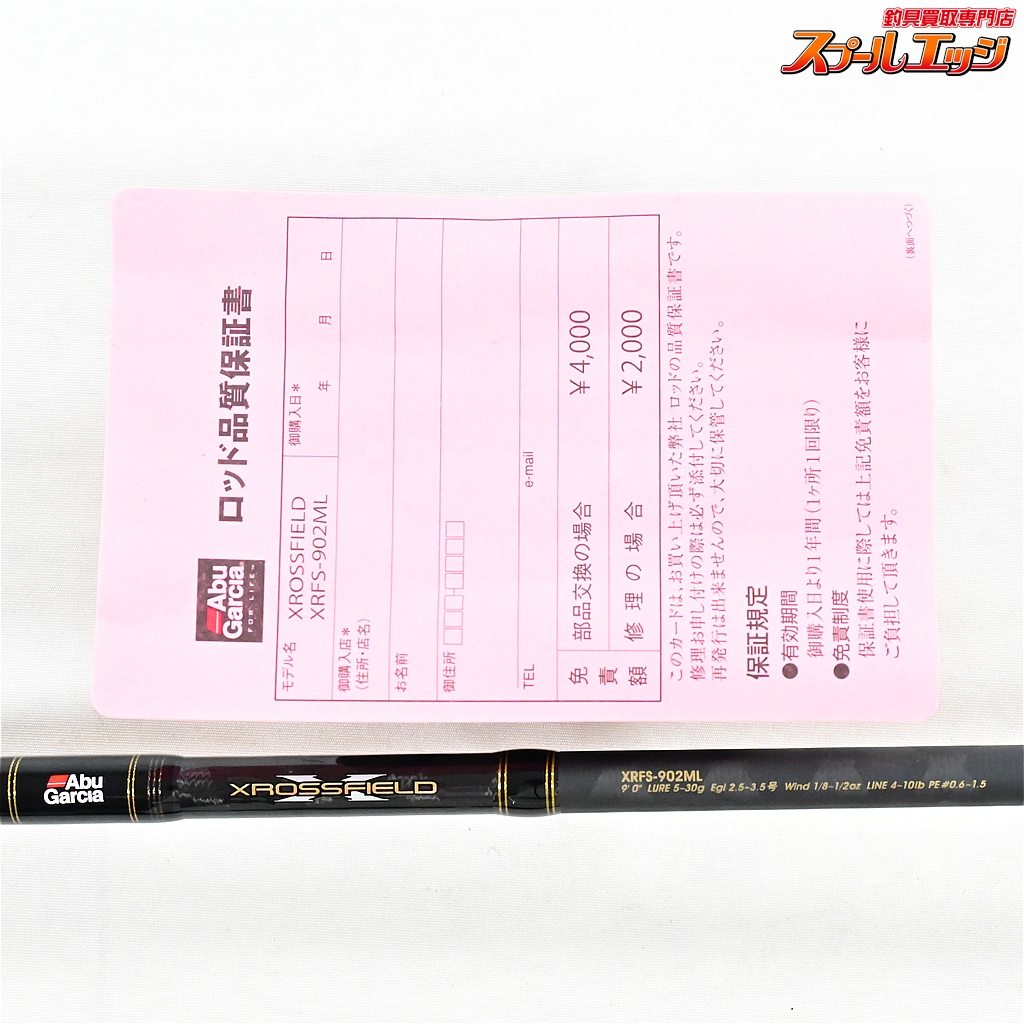 釣具買取専門店
スプールエッジ
Abu
Garcia
FOR LIFE™
ロッド品質保証書
モデル名 XROSSFIELD
XRFS-902ML
御購入日＊ 年 月 日
御購入店＊
（住所・店名）
お名前
御住所 □□□-□□□□
TEL e-mail
免責額
部品交換の場合 ￥4,000
修理の場合 ￥2,000
このカードは、お買い上げ頂いた弊社 ロッドの品質保証書です。
修理お申し付けの際は必ず添付してください。
再発行は出来ませんので、大切に保管してください。
保証規定
●有効期間
御購入日より1年間（1ヶ所1回限り）
●免責制度
保証書使用に際しては上記免責額をお客様に
ご負担して頂きます。
（裏面へつづく）
Abu
Garcia
XROSSFIELD
XRFS-902ML
9'0" LURE 5-30g Egi 2.5~3.5号 Wind 1/8-1/2oz LINE 4-10lb PE#0.6-1.5